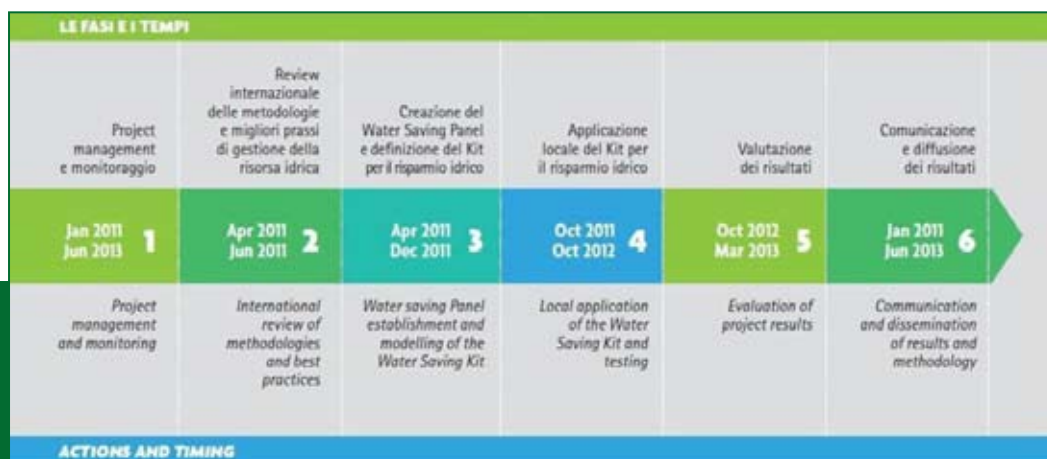 LE FASI E I TEMPI
Project
management
e monitoraggio
Review
internazionale
delle metodologie
e migliori prassi
di gestione della
risorsa idrica
Creazione del
Water Saving Panel
e definizione del Kit
per il risparmio idrico
Applicazione
locale del Kit per
il risparmio idrico
Valutazione
dei risultati
Comunicazione
e diffusione
dei risultati
Jan 2011
Jun 2013
1
Apr 2011
Jun 2011
2
Apr 2011
Dec 2011
3
Oct 2011
Oct 2012
4
Oct 2012
Mar 2013
5
Jan 2011
Jun 2013
6
Project
management
and monitoring
International
review of
methodologies
and best
practices
Water saving Panel
establishment and
modelling of the
Water Saving Kit
Local application
of the Water
Saving Kit and
testing
Evaluation of
project results
Communication
and dissemination
of results and
methodology
ACTIONS AND TIMING